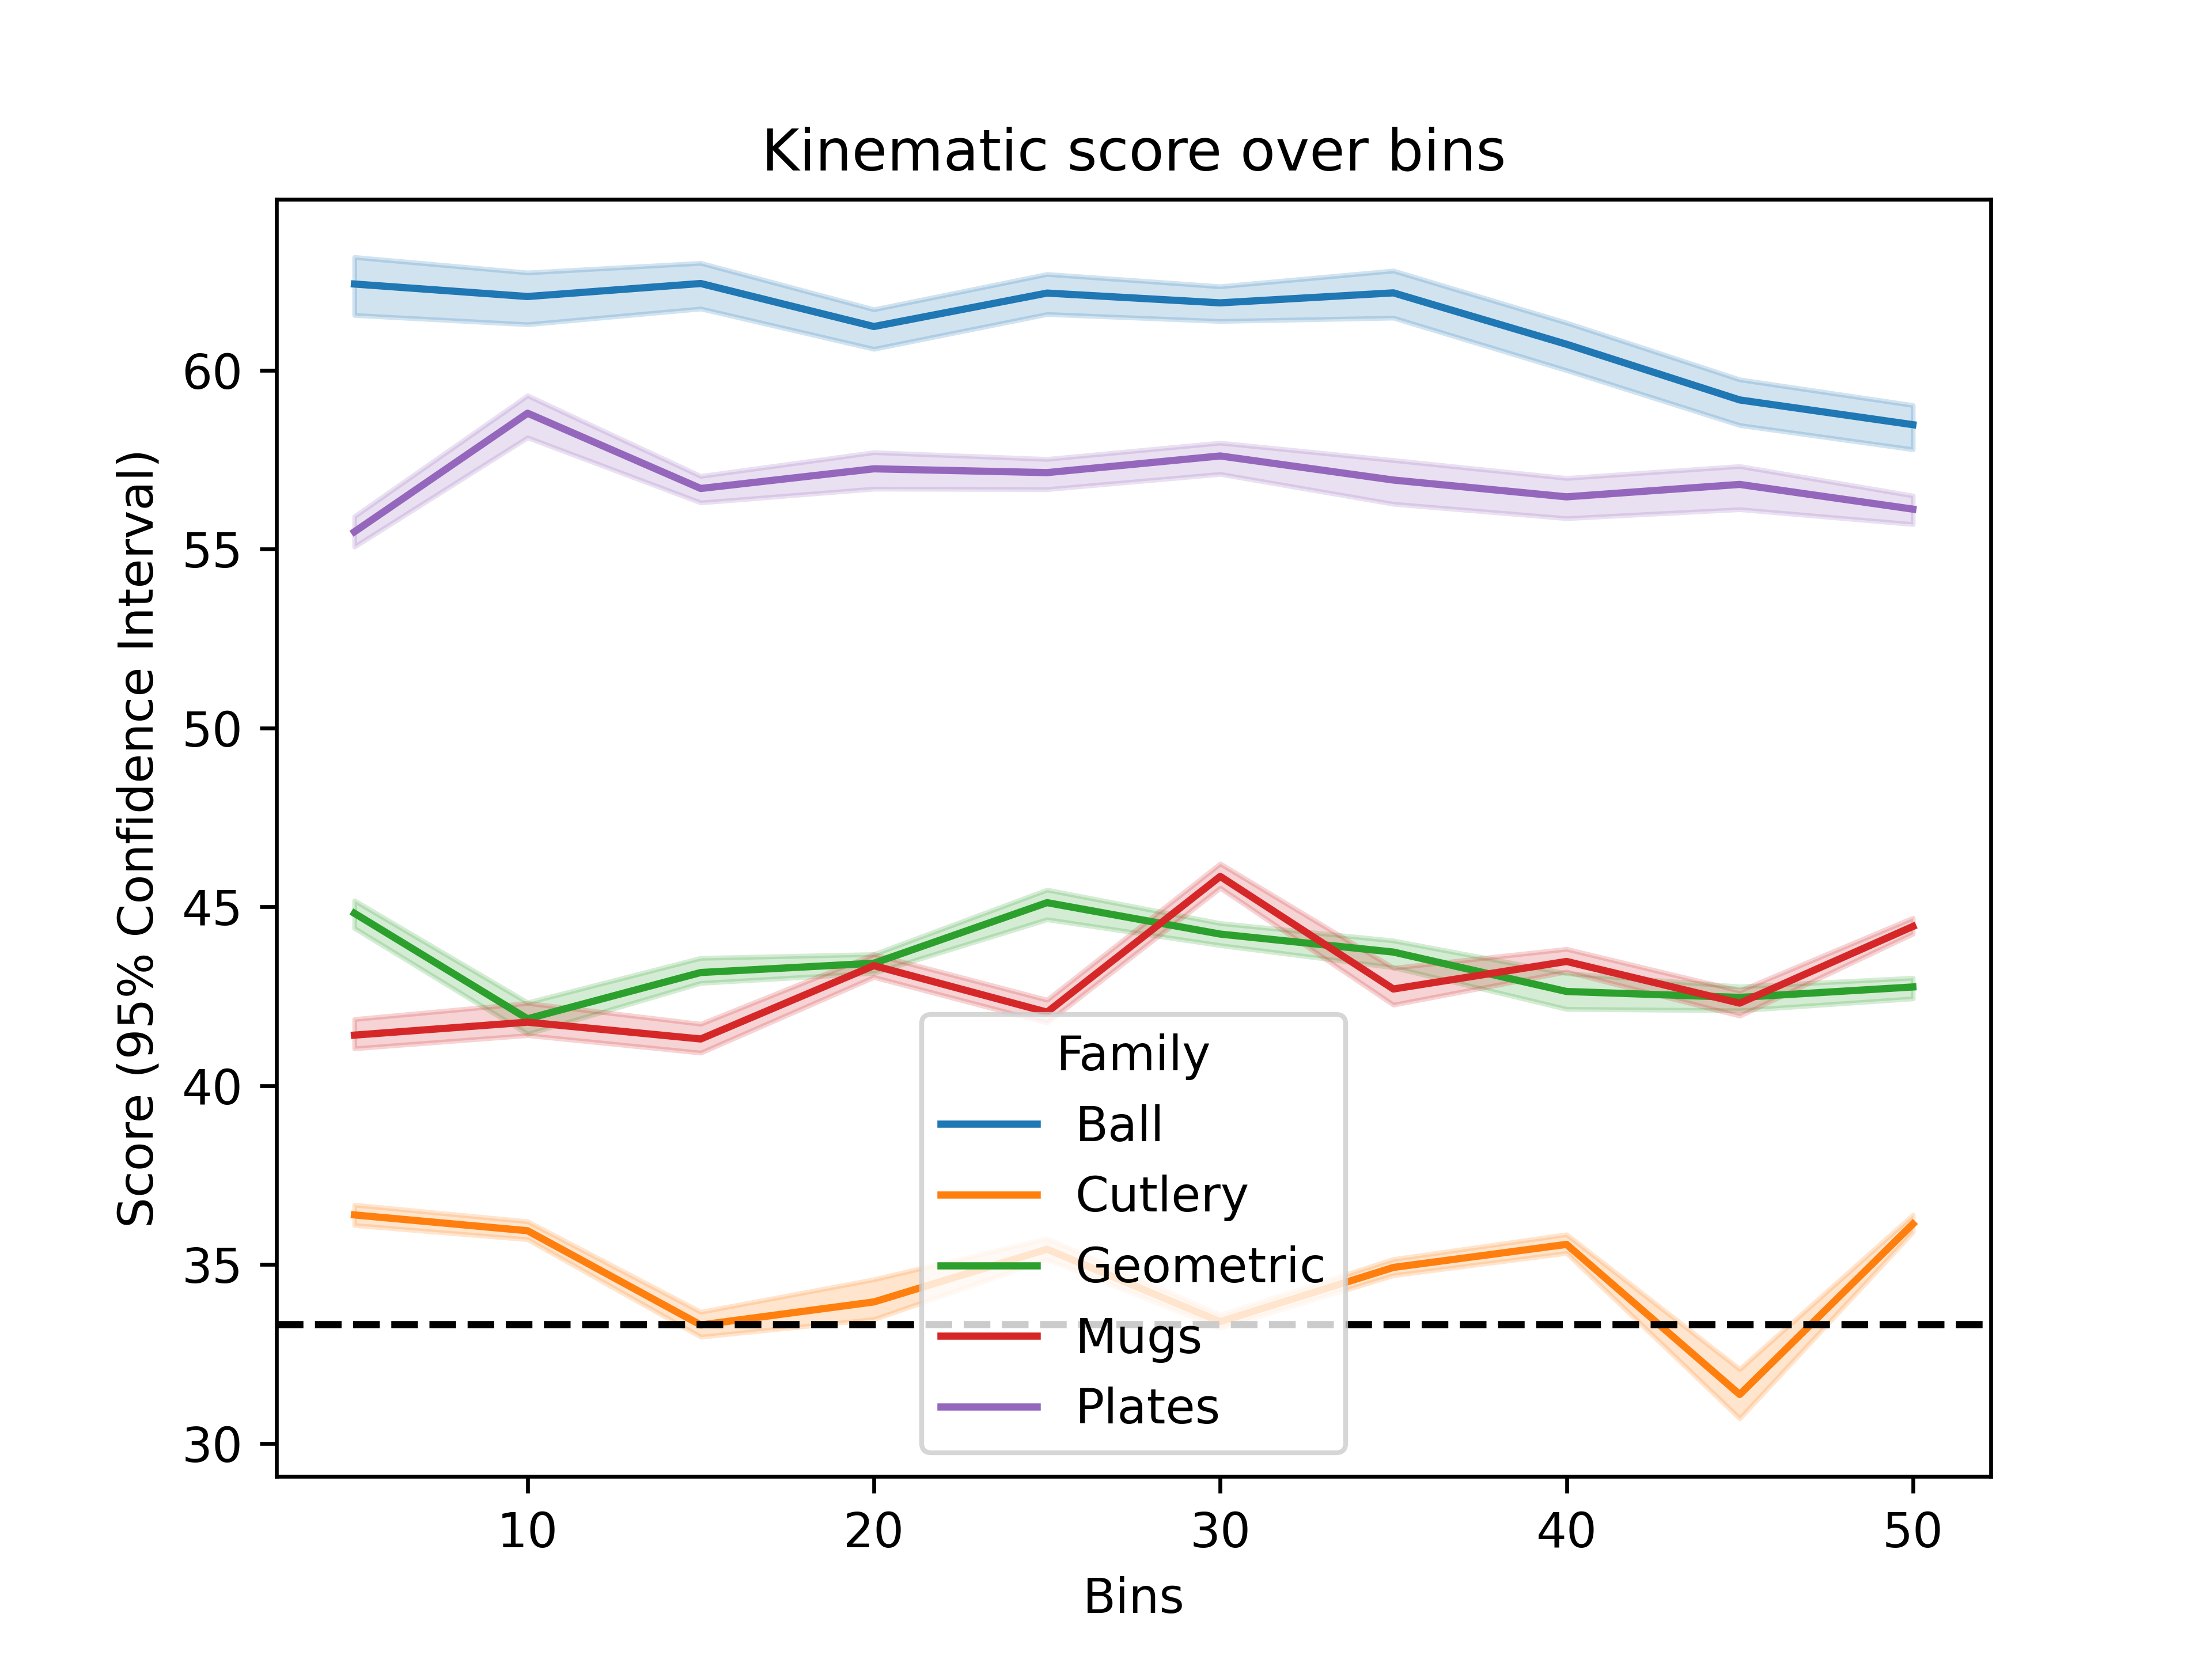 Kinematic score over bins
Score (95% Confidence Interval)
60
55
50
45
40
35
30
Family
Ball
Cutlery
Geometric
Mugs
Plates
10 20 30 40 50
Bins